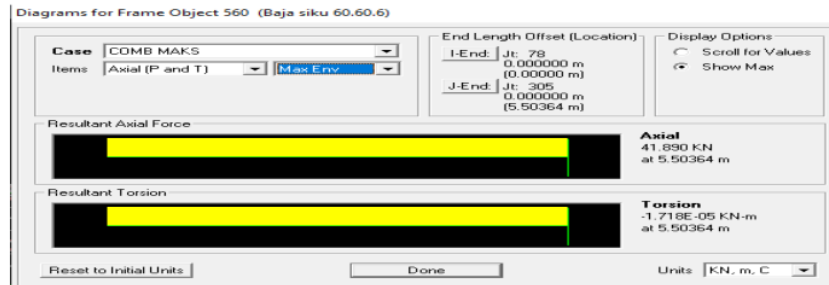 Diagrams for Frame Object 560 (Baja siku 60.60.6)
Case COMB MAKS
Items Axial (P and T) Max Env
End Length Offset (Location)
I-End: Jt: 78
0.000000 m
(0.00000 m)
J-End: Jt: 305
0.000000 m
(5.50364 m)
Display Options
Scroll for Values
Show Max
Resultant Axial Force
Axial
41.890 KN
at 5.50364 m
Resultant Torsion
Torsion
-1.718E-05 KN-m
at 5.50364 m
Reset to Initial Units Done Units KN, m, C